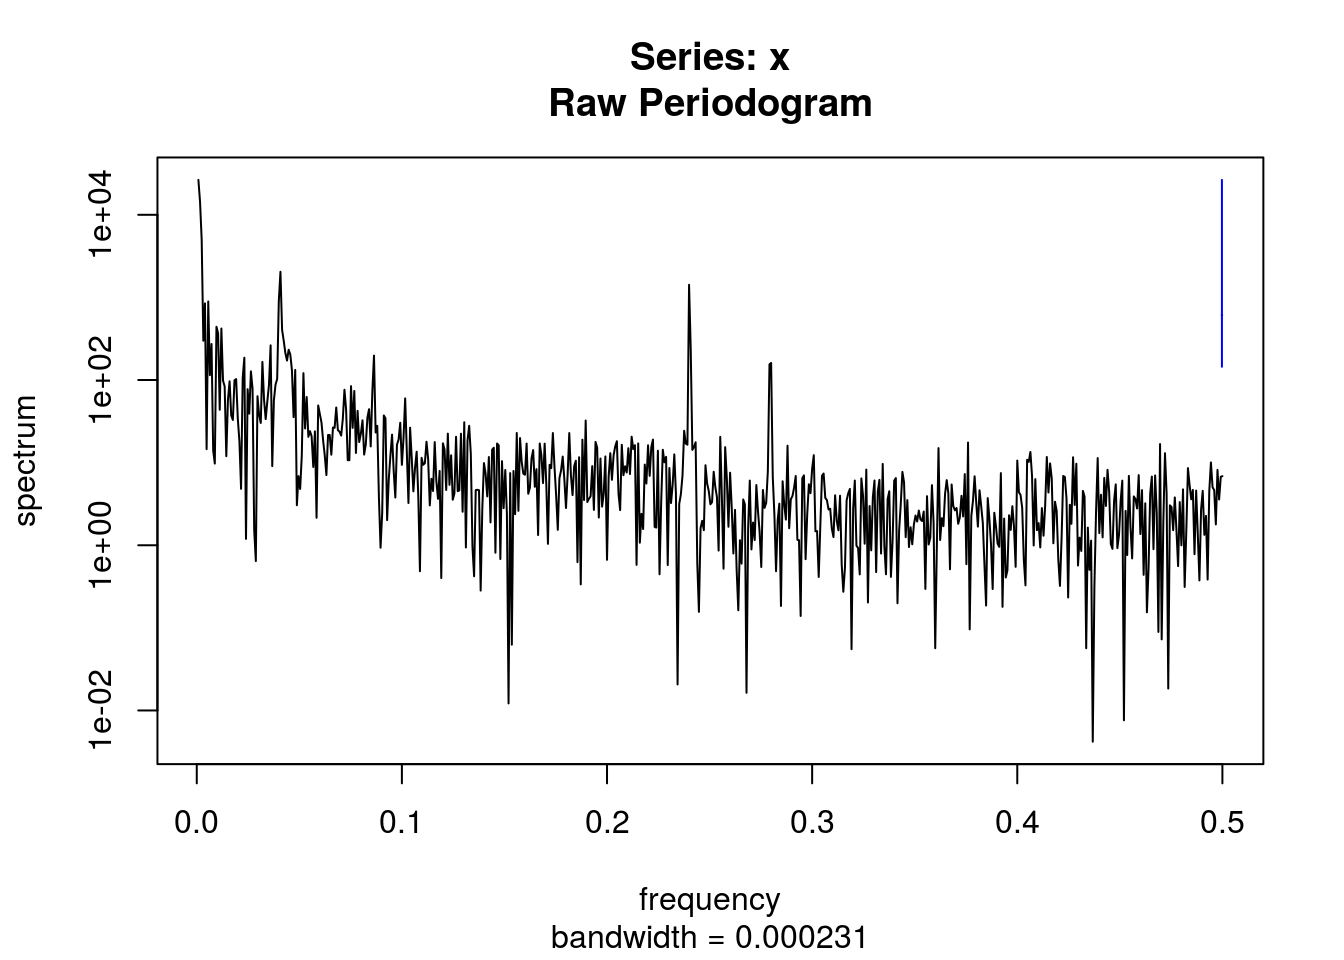 Series: x
Raw Periodogram
spectrum
1e+04
1e+02
1e+00
1e-02
0.0 0.1 0.2 0.3 0.4 0.5
frequency
bandwidth = 0.000231